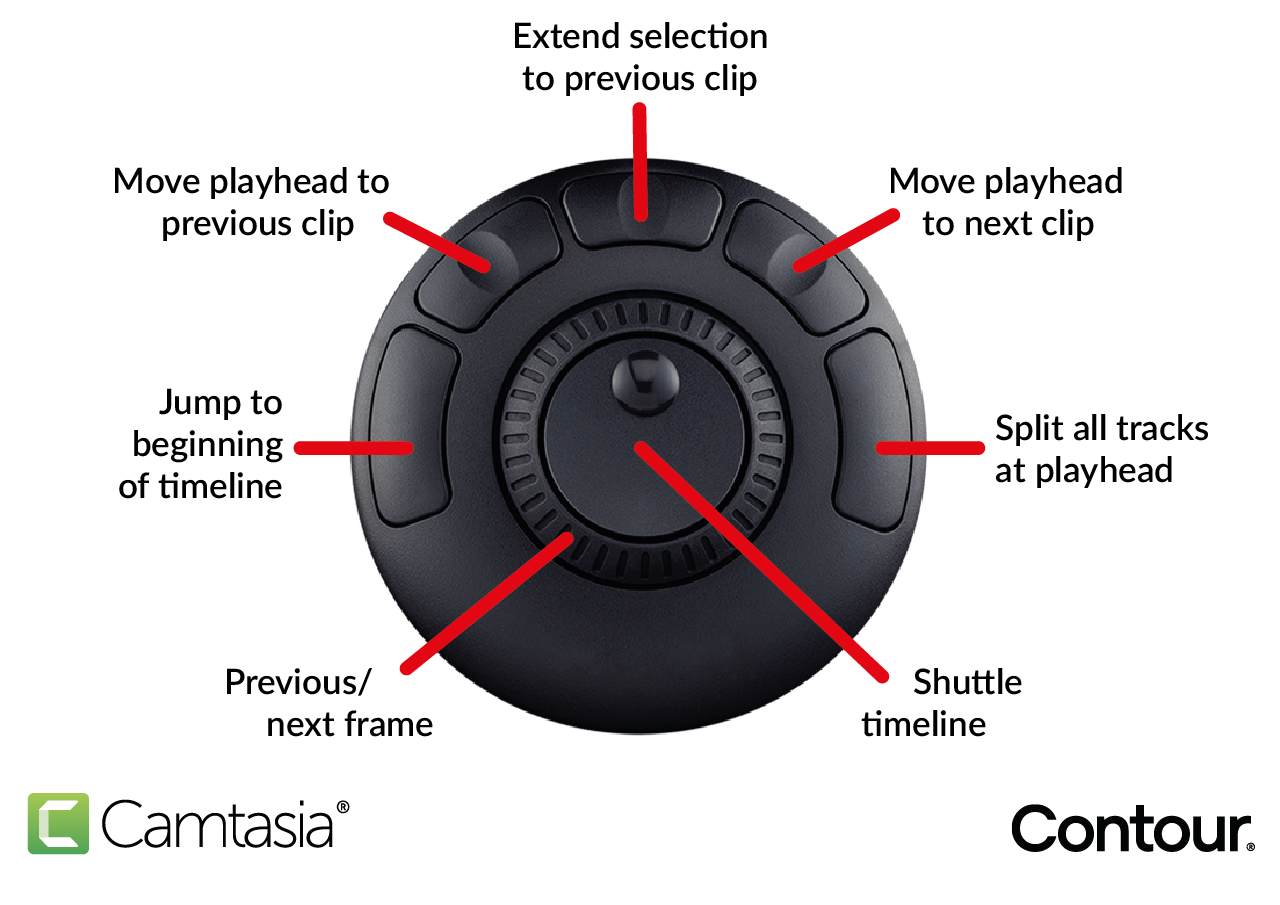 Extend selection
to previous clip
Move playhead to
previous clip
Move playhead
to next clip
Jump to
beginning
of timeline
Split all tracks
at playhead
Previous/
next frame
Shuttle
timeline
Camtasia®
Contour®